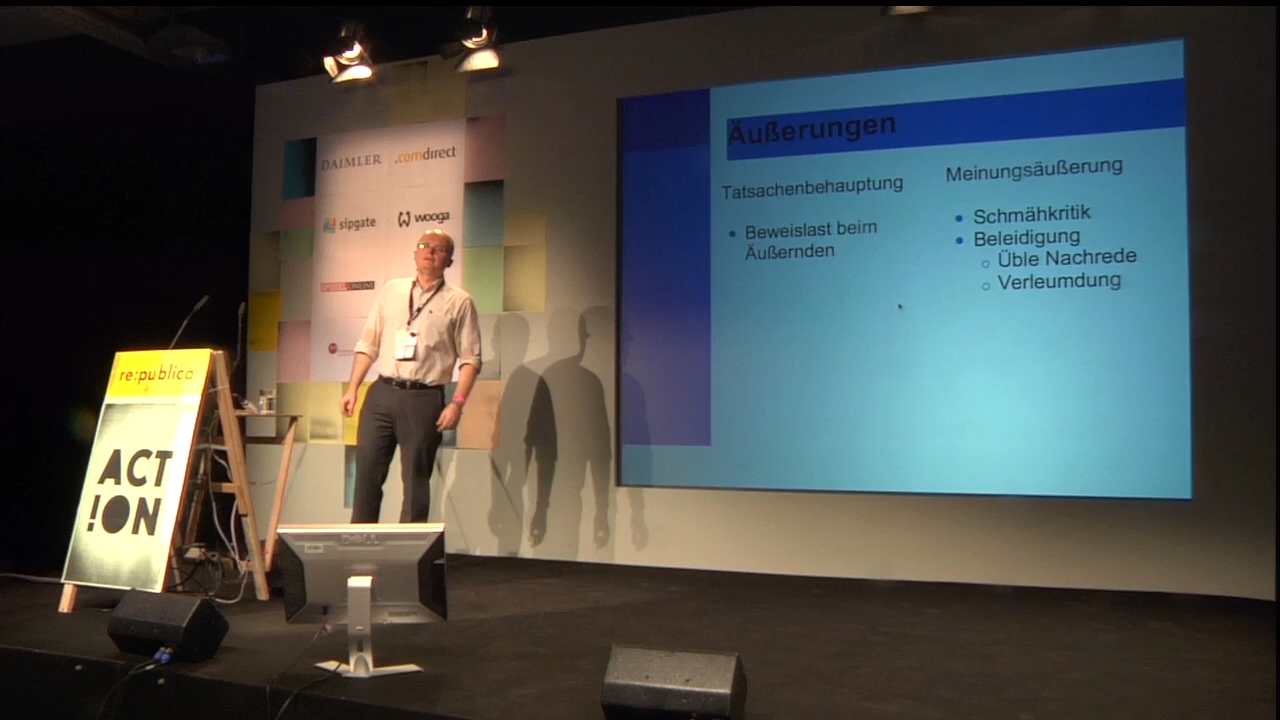 DAIMLER
.comdirect
sipgate
wooga
SPIEGEL ONLINE
re:publica
ACT
!ON
DELL
Äußerungen
Tatsachenbehauptung
Beweislast beim
Äußernden
Meinungsäußerung
Schmähkritik
Beleidigung
Üble Nachrede
Verleumdung